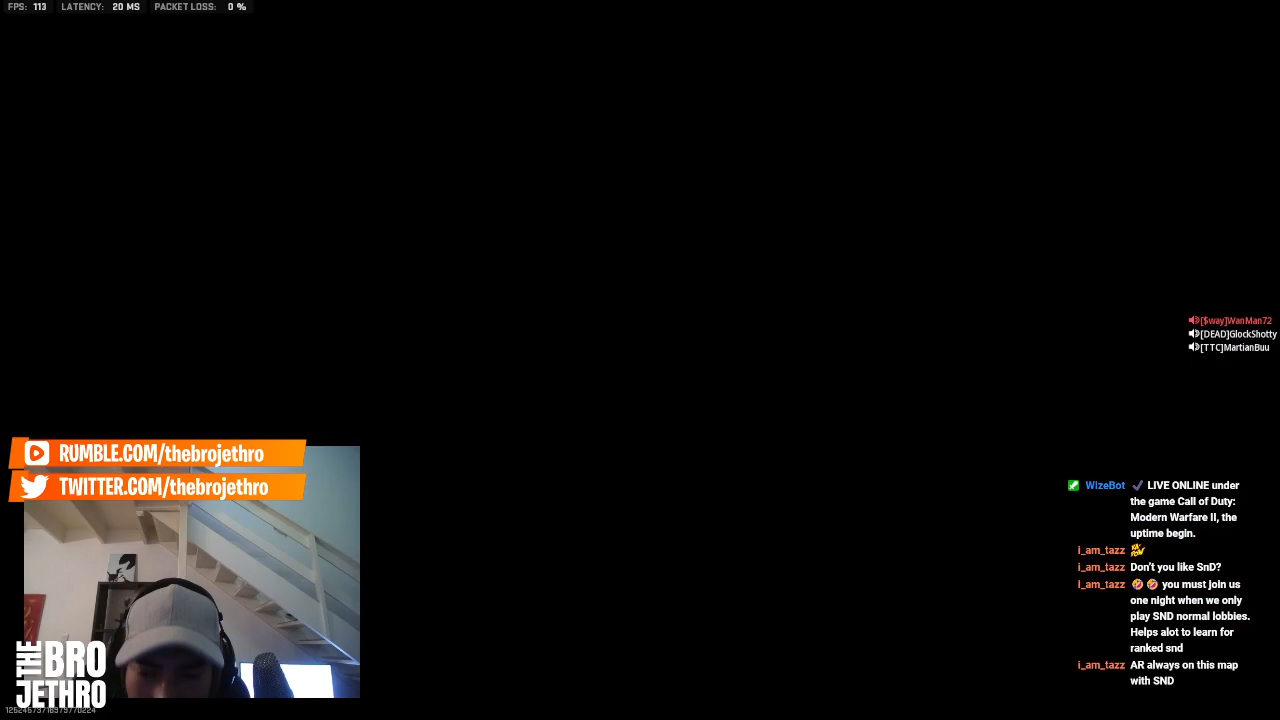 FPS: 113 LATENCY: 20 MS PACKET LOSS: 0 %
[$way]WanMan72
[DEAD]GlockShotty
[TTC]MartianBuu
RUMBLE.COM/thebrojethro
TWITTER.COM/thebrojethro
WizeBot LIVE ONLINE under
the game Call of Duty:
Modern Warfare II, the
uptime begin.
i_am_tazz
i_am_tazz Don't you like SnD?
i_am_tazz 🤣 🤣 you must join us
one night when we only
play SND normal lobbies.
Helps alot to learn for
ranked snd
i_am_tazz AR always on this map
with SND
THE BRO
JETHRO